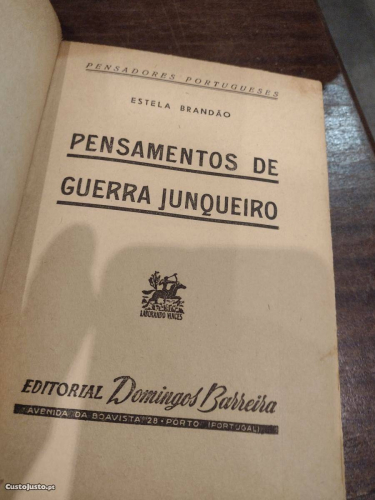 PENSADORES PORTUGUESES
ESTELA BRANDÃO
PENSAMENTOS DE
GUERRA JUNQUEIRO
LABORANDO VINCES
EDITORIAL Domingos Barreira
AVENIDA DA BOAVISTA 28 - PORTO (PORTUGAL)
CustoJusto.pt